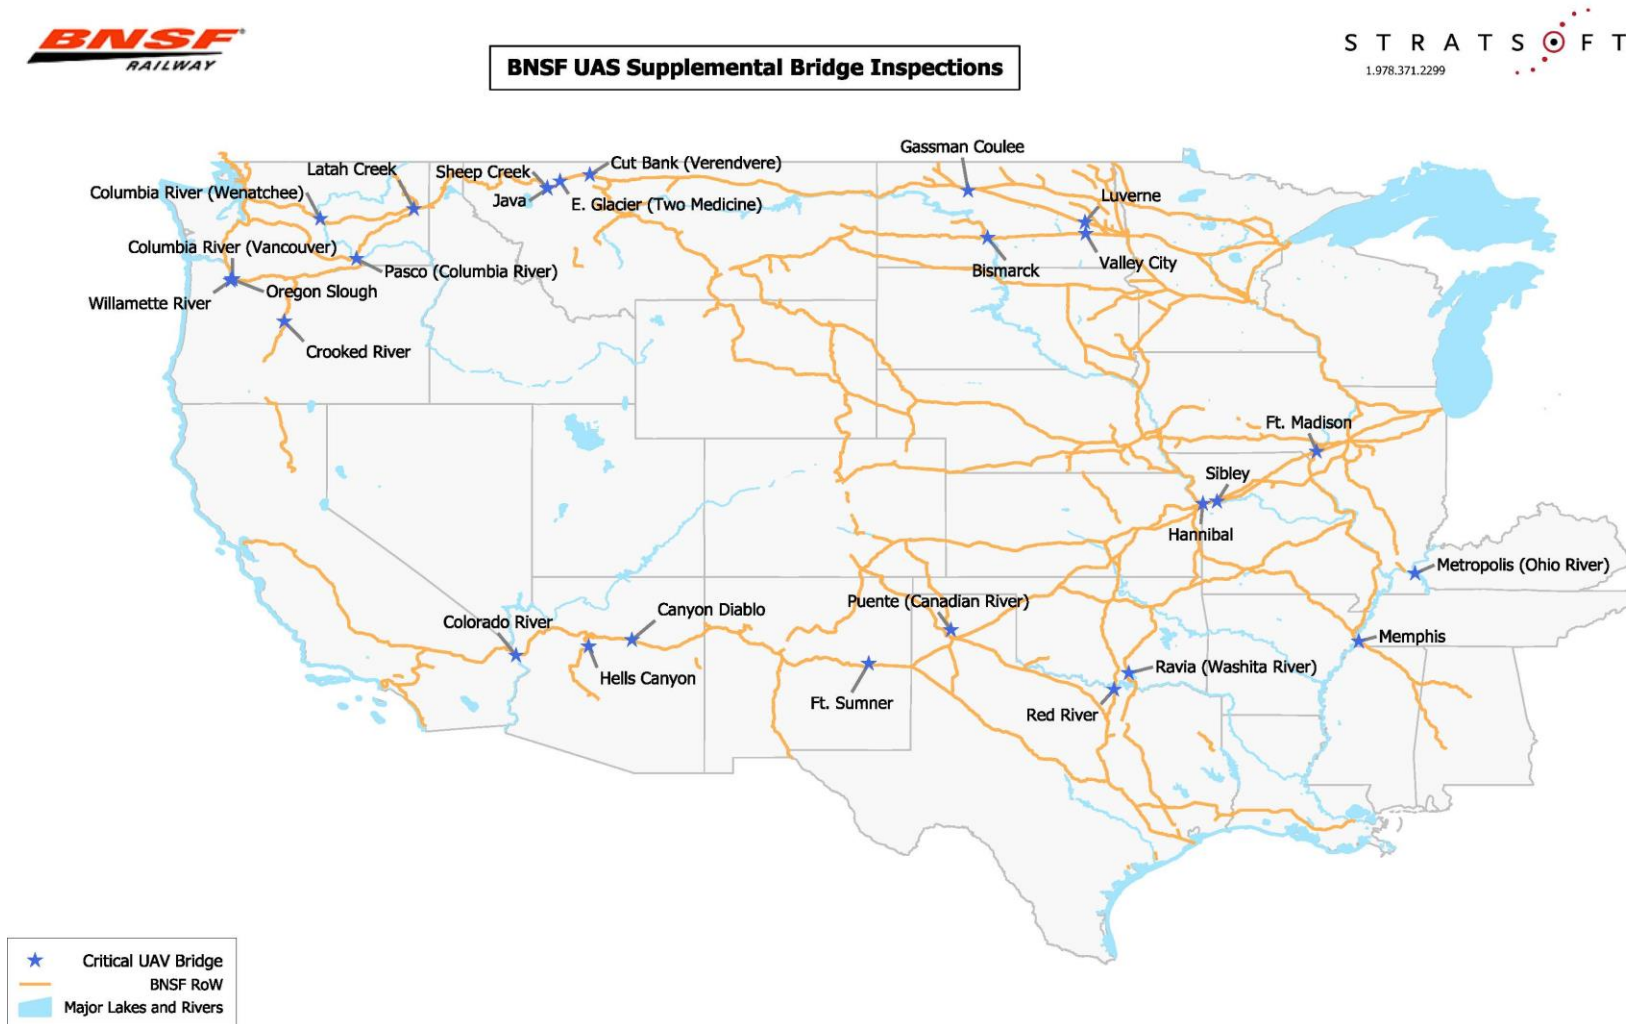 BNSF
RAILWAY
BNSF UAS Supplemental Bridge Inspections
STRATSOFT
1.978.371.2299
Gassman Coulee
Cut Bank (Verendvere)
Latah Creek
Sheep Creek
Columbia River (Wenatchee)
Java
E. Glacier (Two Medicine)
Luverne
Columbia River (Vancouver)
Pasco (Columbia River)
Bismarck
Valley City
Willamette River
Oregon Slough
Crooked River
Ft. Madison
Sibley
Hannibal
Metropolis (Ohio River)
Colorado River
Canyon Diablo
Puente (Canadian River)
Memphis
Hells Canyon
Ravia (Washita River)
Ft. Sumner
Red River
Critical UAV Bridge
BNSF RoW
Major Lakes and Rivers